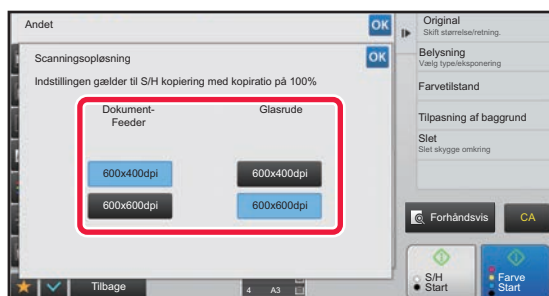 Andet
OK
Scanningsopløsning
OK
Indstillingen gælder til S/H kopiering med kopiratio på 100%
Dokument-
Feeder
Glasrude
600x400dpi
600x400dpi
600x600dpi
600x600dpi
Tilbage
4 A3
Original
Skift størrelse/retning.
Belysning
Vælg type/eksponering
Farvetilstand
Tilpasning af baggrund
Slet
Slet skygge omkring
Forhåndsvis
CA
S/H
Start
Farve
Start